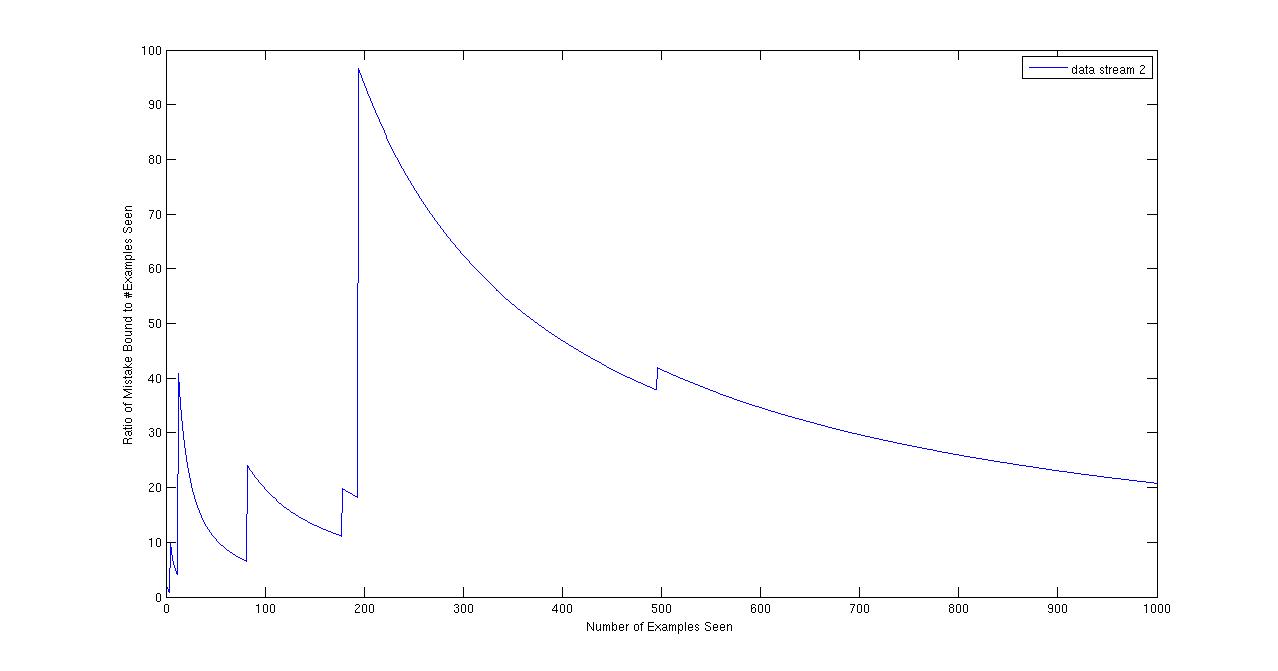 data stream 2
Ratio of Mistake Bound to #Examples Seen
100
90
80
70
60
50
40
30
20
10
0
0 100 200 300 400 500 600 700 800 900 1000
Number of Examples Seen